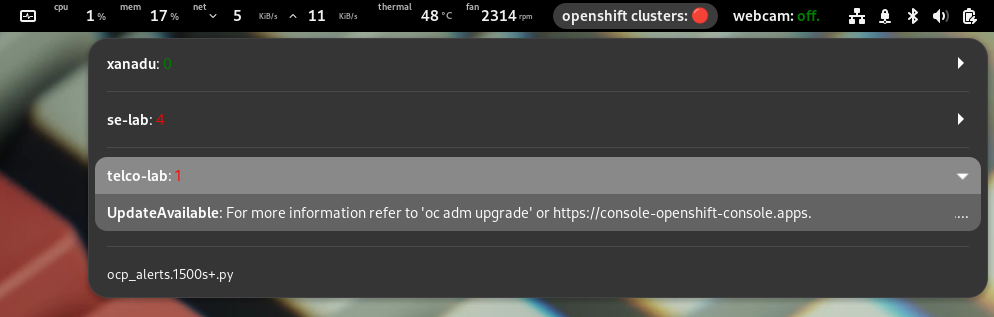 cpu 1 % mem 17 % net 5 KiB/s 11 KiB/s thermal 48 °C fan 2314 rpm openshift clusters: webcam: off.
xanadu: 0
se-lab: 4
telco-lab: 1
UpdateAvailable: For more information refer to 'oc adm upgrade' or https://console-openshift-console.apps. ....
ocp_alerts.1500s+.py